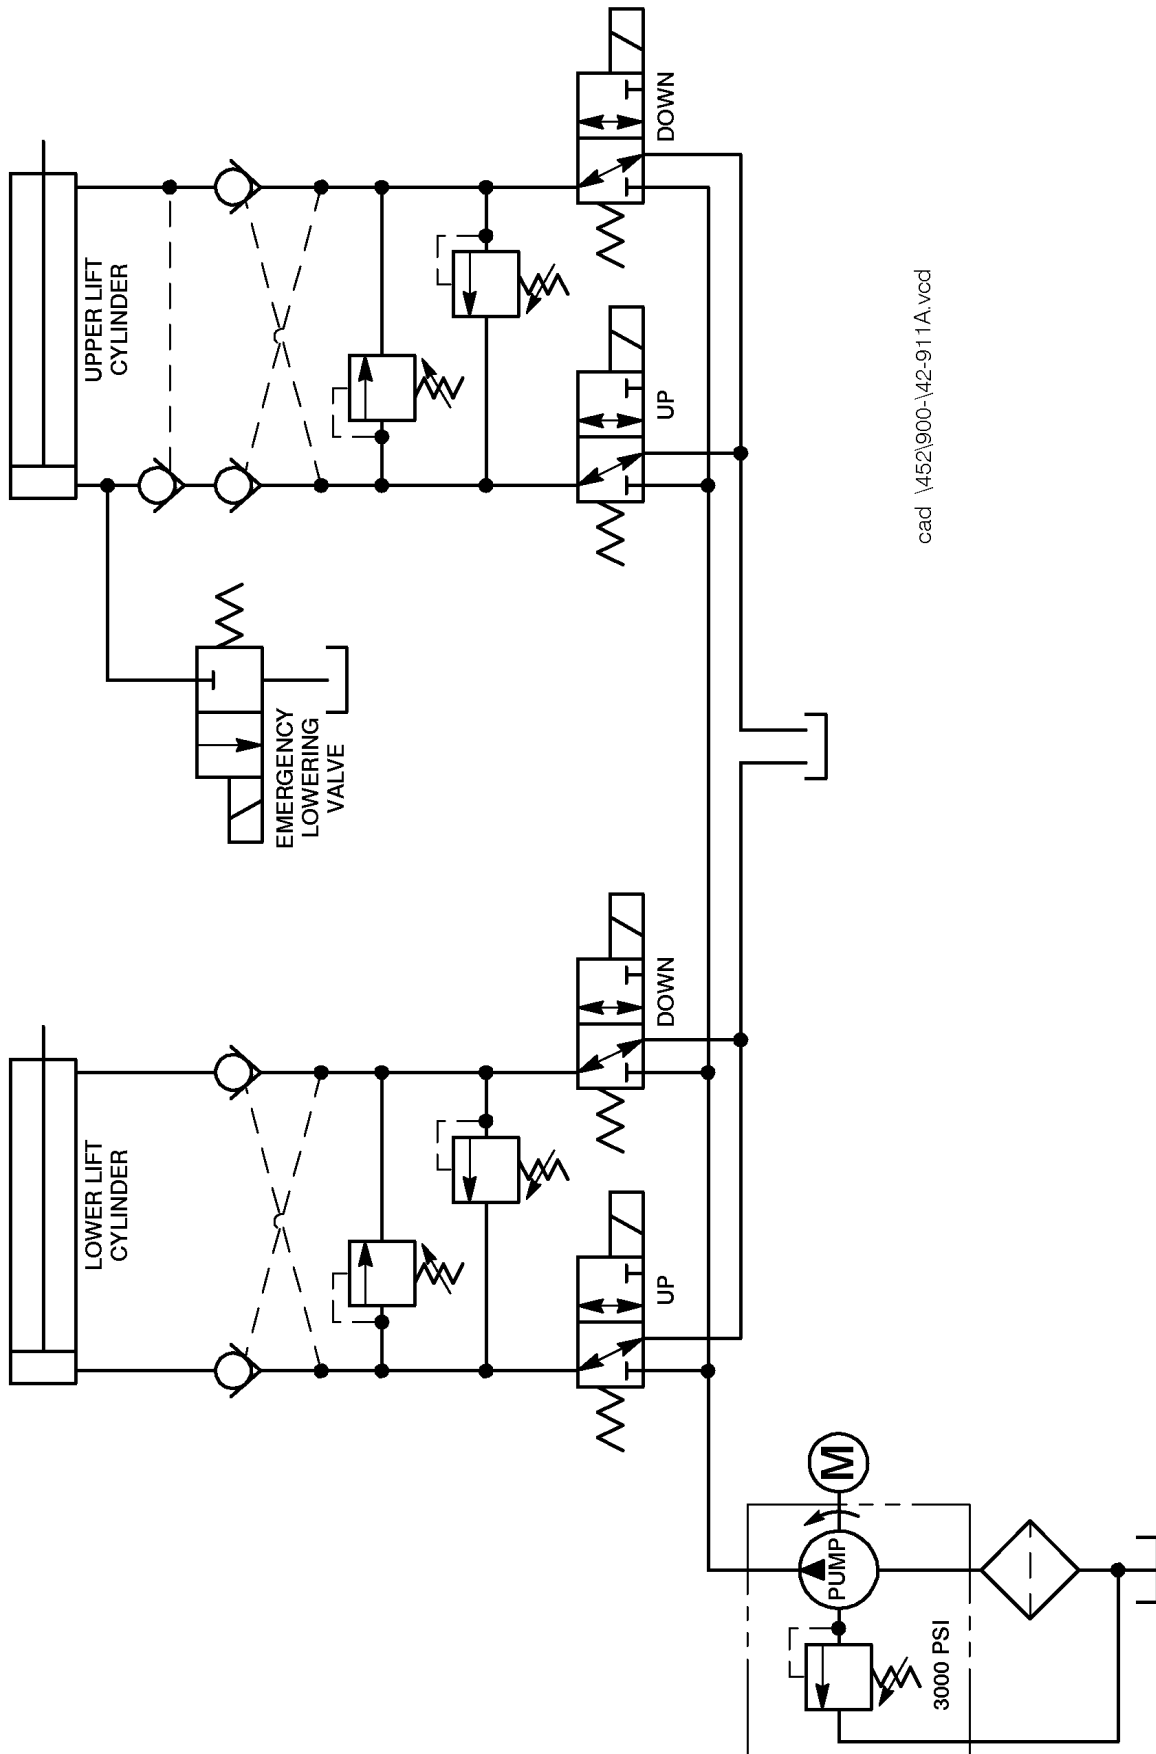 UPPER LIFT
CYLINDER
DOWN
UP
EMERGENCY
LOWERING
VALVE
LOWER LIFT
CYLINDER
DOWN
UP
M
PUMP
3000 PSI
cad \452\900-\42-911A.vcd